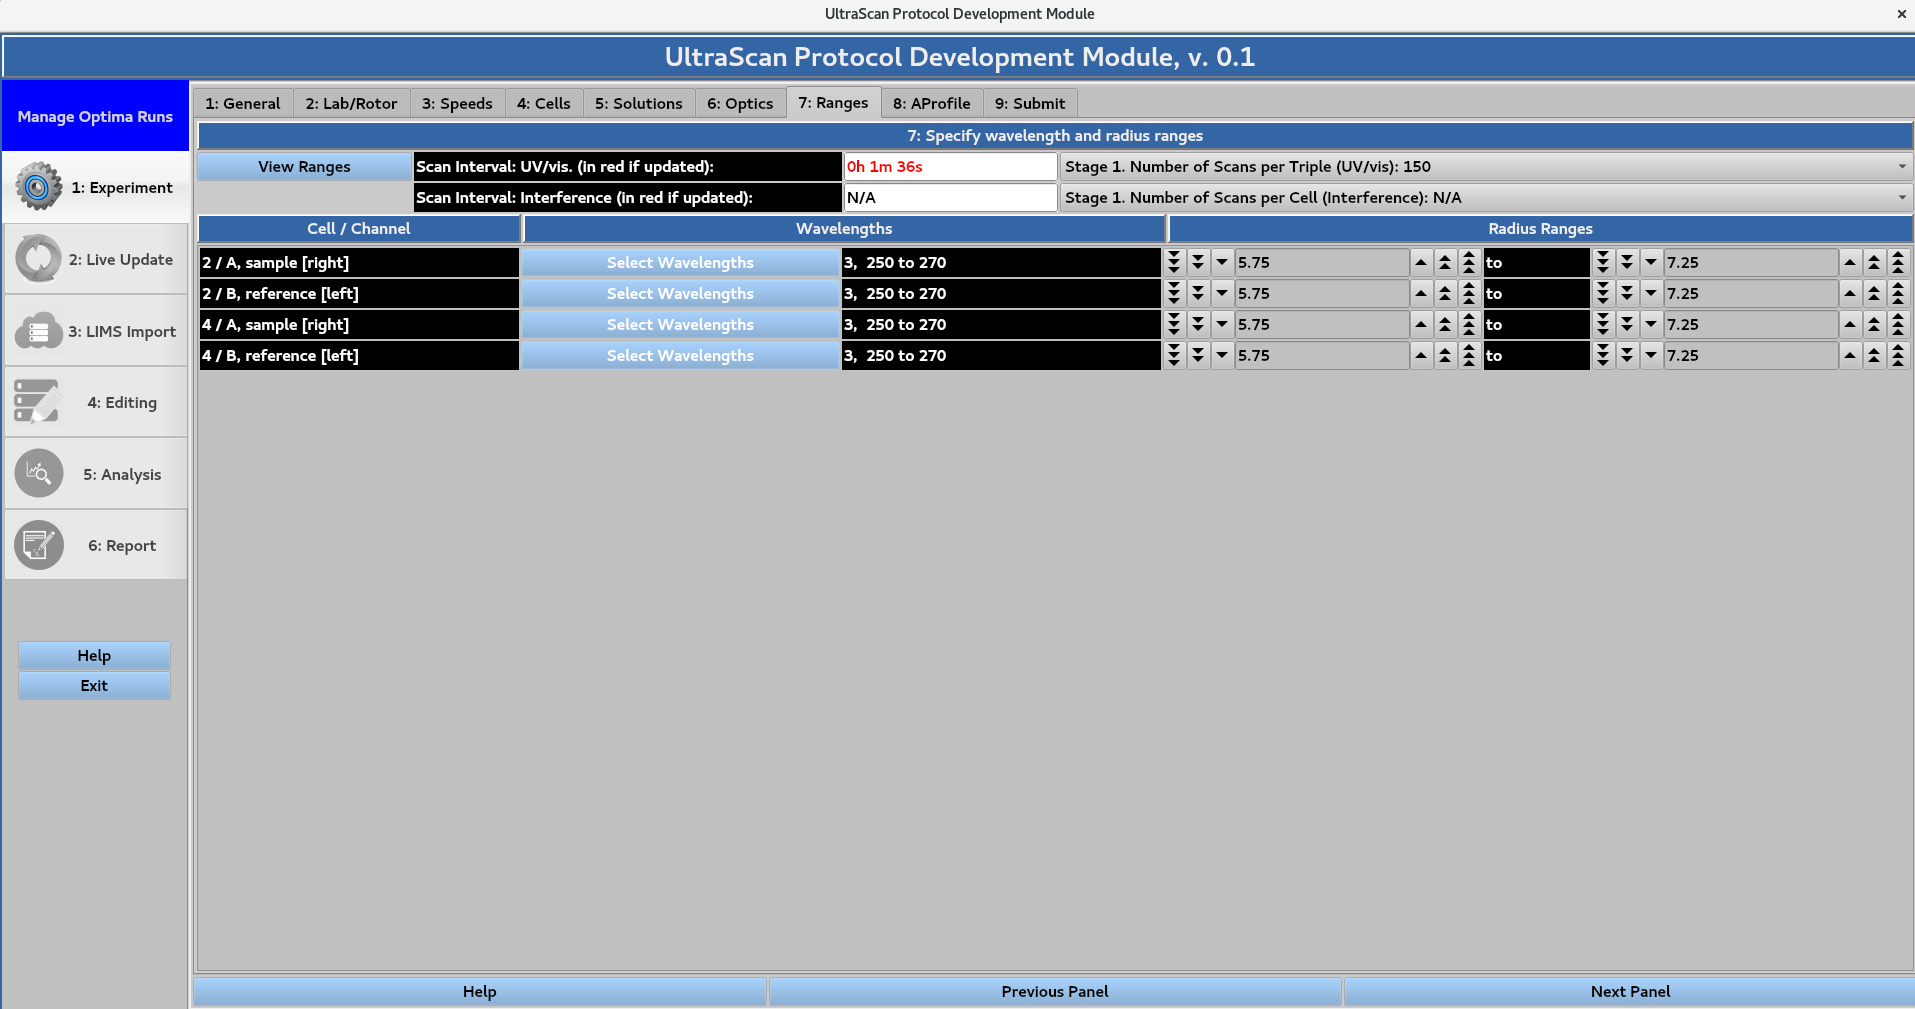 UltraScan Protocol Development Module
UltraScan Protocol Development Module, v. 0.1
Manage Optima Runs
1: Experiment
2: Live Update
3: LIMS Import
4: Editing
5: Analysis
6: Report
Help
Exit
1: General 2: Lab/Rotor 3: Speeds 4: Cells 5: Solutions 6: Optics 7: Ranges 8: AProfile 9: Submit
7: Specify wavelength and radius ranges
View Ranges Scan Interval: UV/vis. (in red if updated): 0h 1m 36s Stage 1. Number of Scans per Triple (UV/vis): 150
Scan Interval: Interference (in red if updated): N/A Stage 1. Number of Scans per Cell (Interference): N/A
Cell / Channel Wavelengths Radius Ranges
2 / A, sample [right] Select Wavelengths 3, 250 to 270 5.75 to 7.25
2 / B, reference [left] Select Wavelengths 3, 250 to 270 5.75 to 7.25
4 / A, sample [right] Select Wavelengths 3, 250 to 270 5.75 to 7.25
4 / B, reference [left] Select Wavelengths 3, 250 to 270 5.75 to 7.25
Help Previous Panel Next Panel